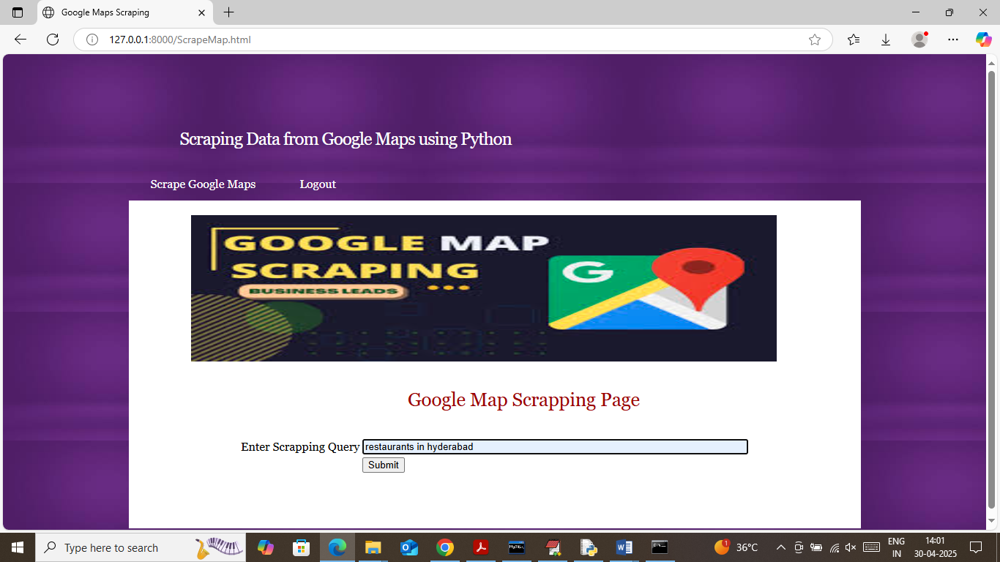 Google Maps Scraping
127.0.0.1:8000/ScrapeMap.html
Scraping Data from Google Maps using Python
Scrape Google Maps Logout
GOOGLE MAP
SCRAPING
BUSINESS LEADS
G
Google Map Scrapping Page
Enter Scrapping Query restaurants in hyderabad
Submit
Type here to search
36°C
ENG
IN
14:01
30-04-2025